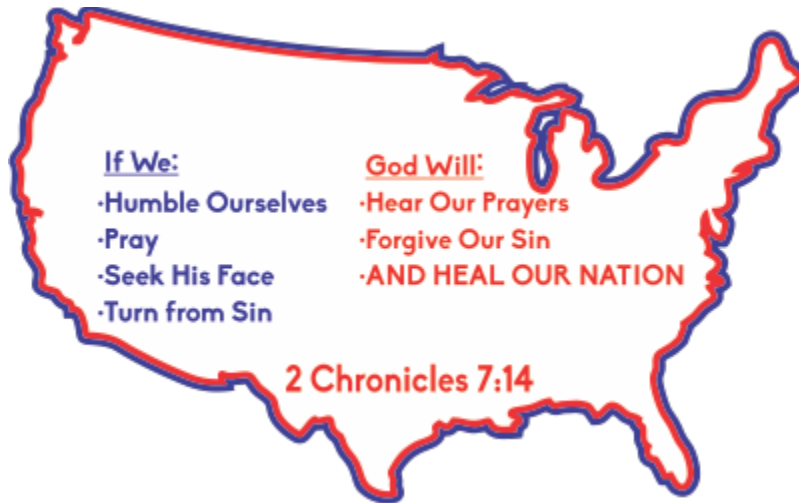 If We:
·Humble Ourselves
·Pray
·Seek His Face
·Turn from Sin
God Will:
·Hear Our Prayers
·Forgive Our Sin
·AND HEAL OUR NATION
2 Chronicles 7:14